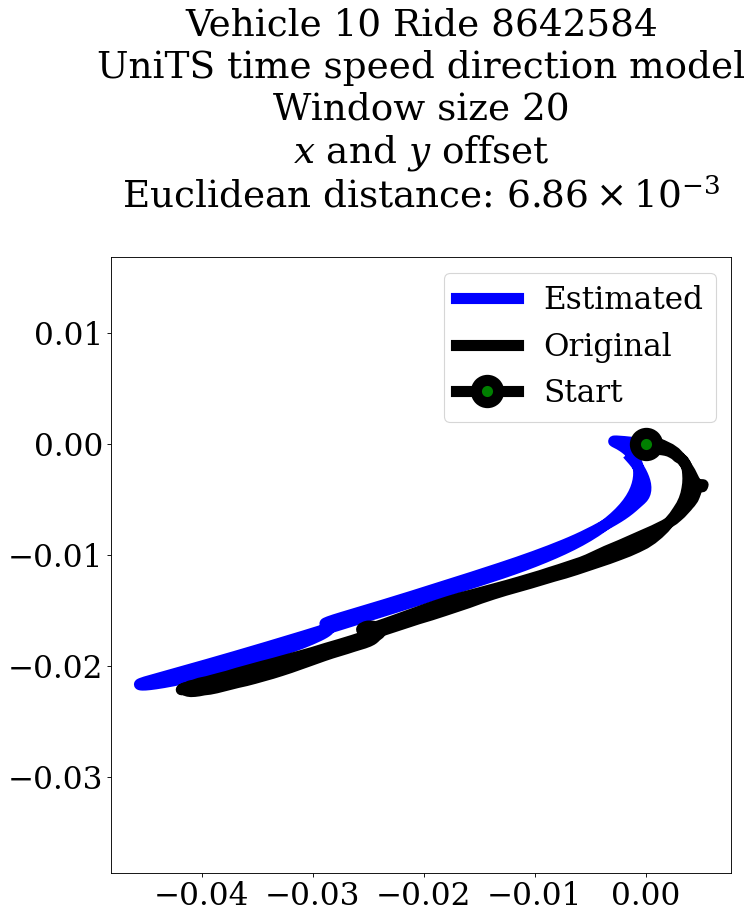 Vehicle 10 Ride 8642584
UniTS time speed direction model
Window size 20
x and y offset
Euclidean distance: 6.86 × 10⁻³
Estimated
Original
Start
0.01
0.00
−0.01
−0.02
−0.03
−0.04 −0.03 −0.02 −0.01 0.00